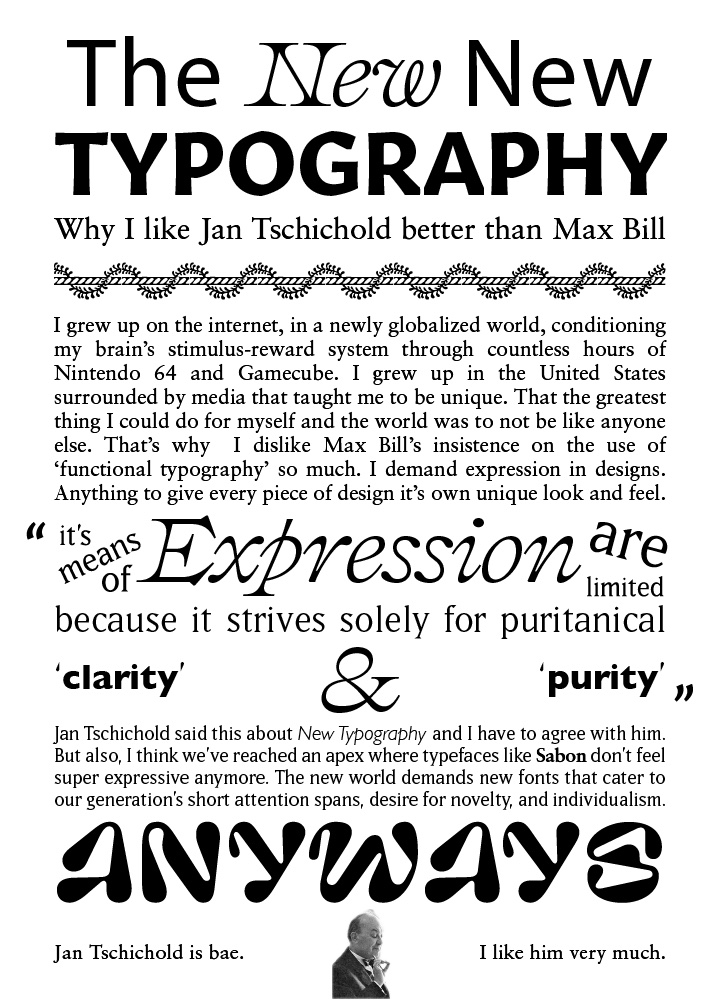 The New New
TYPOGRAPHY
Why I like Jan Tschichold better than Max Bill
I grew up on the internet, in a newly globalized world, conditioning
my brain’s stimulus-reward system through countless hours of
Nintendo 64 and Gamecube. I grew up in the United States
surrounded by media that taught me to be unique. That the greatest
thing I could do for myself and the world was to not be like anyone
else. That’s why I dislike Max Bill’s insistence on the use of
‘functional typography’ so much. I demand expression in designs.
Anything to give every piece of design it’s own unique look and feel.
“ it's means of Expression are limited
because it strives solely for puritanical
‘clarity’ & ‘purity’ ”
Jan Tschichold said this about New Typography and I have to agree with him.
But also, I think we've reached an apex where typefaces like Sabon don't feel
super expressive anymore. The new world demands new fonts that cater to
our generation's short attention spans, desire for novelty, and individualism.
ANYWAYS
Jan Tschichold is bae. I like him very much.